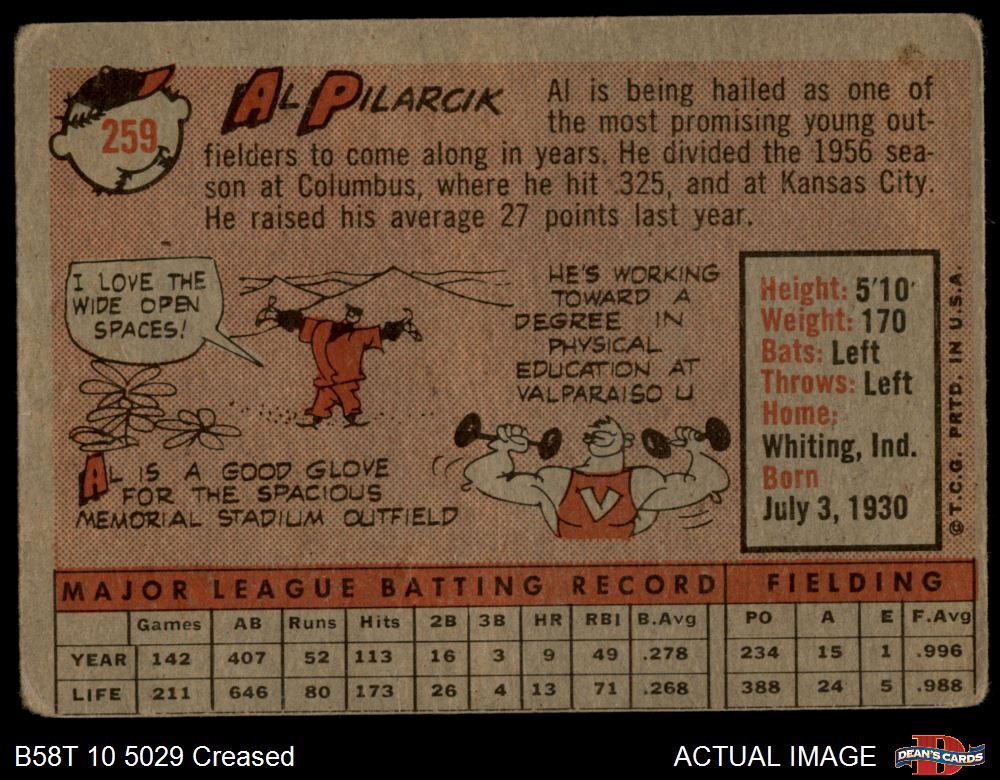 259
AL PILARCIK
Al is being hailed as one of
the most promising young out-
fielders to come along in years. He divided the 1956 sea-
son at Columbus, where he hit .325, and at Kansas City.
He raised his average 27 points last year.
I LOVE THE
WIDE OPEN
SPACES!
AL IS A GOOD GLOVE
FOR THE SPACIOUS
MEMORIAL STADIUM OUTFIELD
HE'S WORKING
TOWARD A
DEGREE IN
PHYSICAL
EDUCATION AT
VALPARAISO U
V
Height: 5'10"
Weight: 170
Bats: Left
Throws: Left
Home:
Whiting, Ind.
Born
July 3, 1930
©T.C.G. PRTD. IN U.S.A.
MAJOR LEAGUE BATTING RECORD FIELDING
Games AB Runs Hits 2B 3B HR RBI B.Avg PO A E F.Avg
YEAR 142 407 52 113 16 3 9 49 .278 234 15 1 .996
LIFE 211 646 80 173 26 4 13 71 .268 388 24 5 .988
B58T 10 5029 Creased
ACTUAL IMAGE
D
DEAN'S CARDS